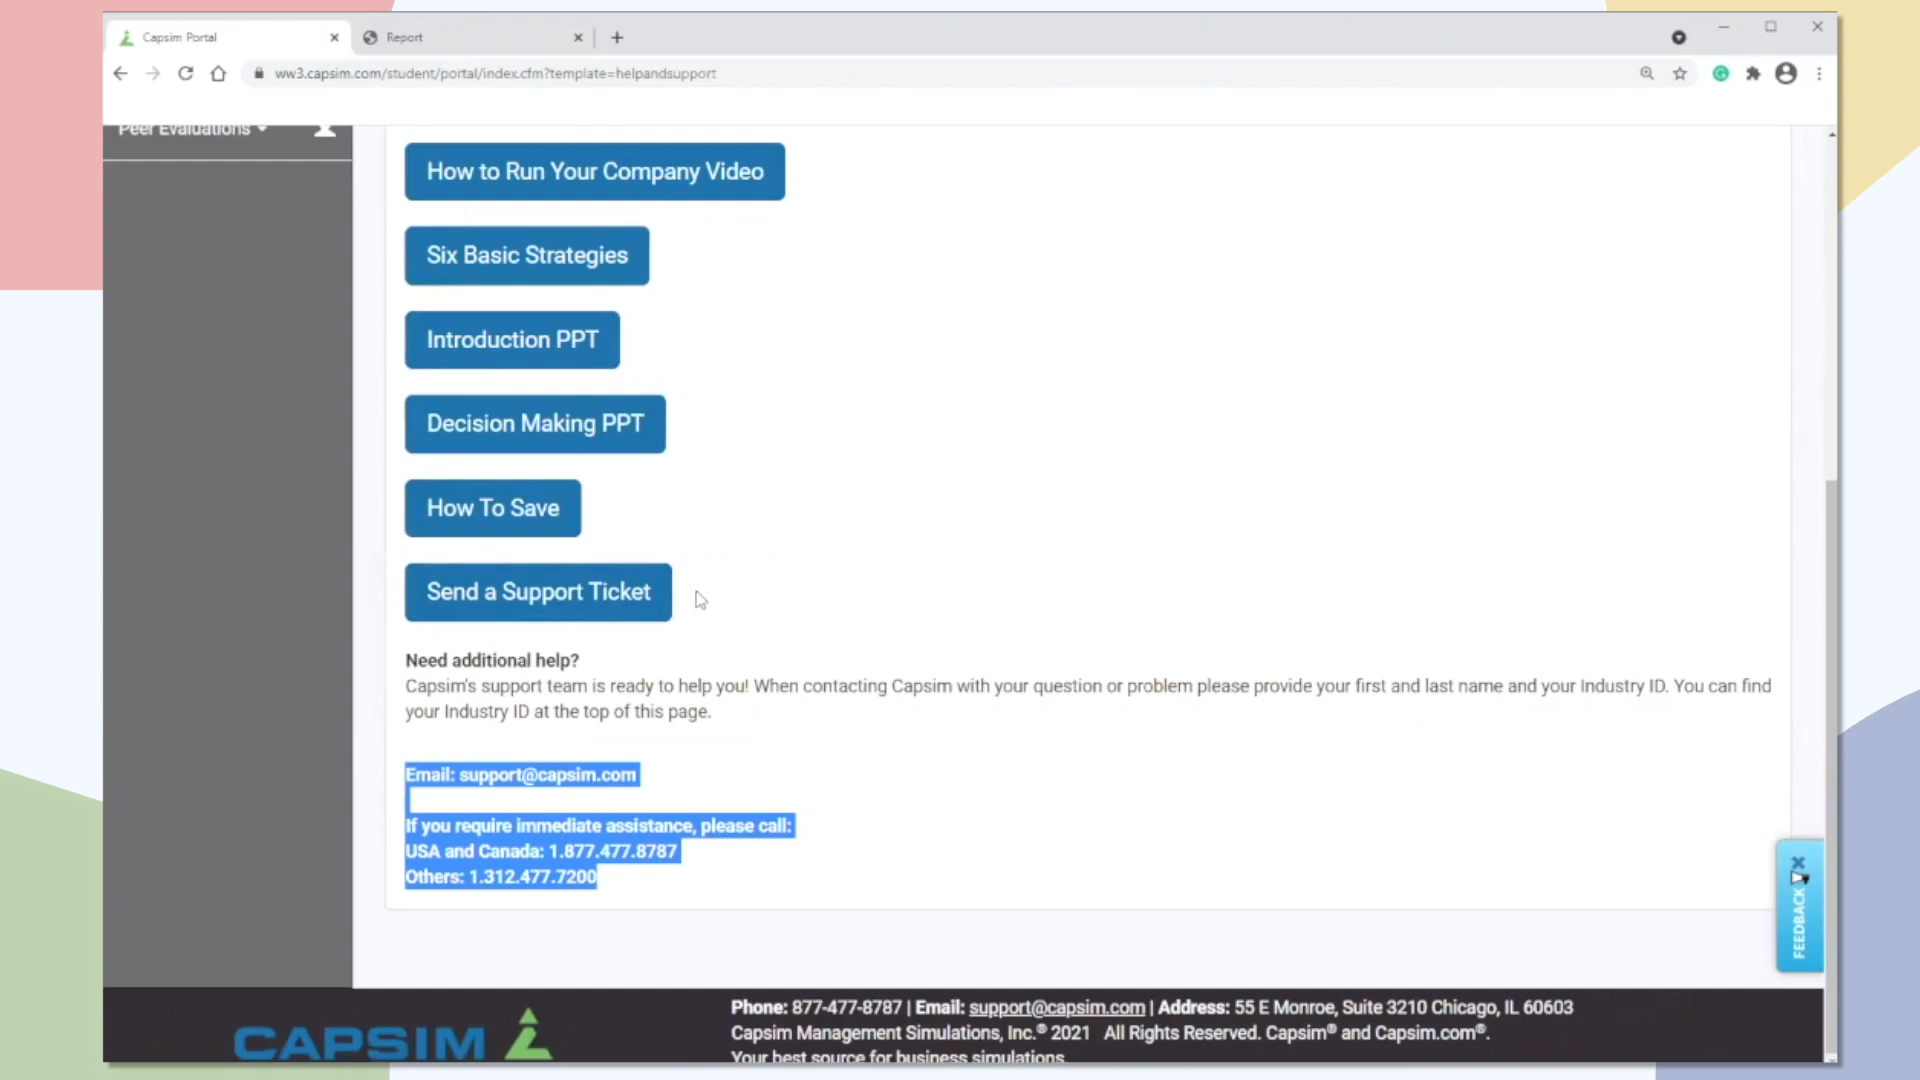 Capsim Portal
Report
ww3.capsim.com/student/portal/index.cfm?template=helpandsupport
Peer Evaluations
How to Run Your Company Video
Six Basic Strategies
Introduction PPT
Decision Making PPT
How To Save
Send a Support Ticket
Need additional help?
Capsim's support team is ready to help you! When contacting Capsim with your question or problem please provide your first and last name and your Industry ID. You can find
your Industry ID at the top of this page.
Email: support@capsim.com
If you require immediate assistance, please call:
USA and Canada: 1.877.477.8787
Others: 1.312.477.7200
FEEDBACK
CAPSIM
Phone: 877-477-8787 | Email: support@capsim.com | Address: 55 E Monroe, Suite 3210 Chicago, IL 60603
Capsim Management Simulations, Inc.® 2021 All Rights Reserved. Capsim® and Capsim.com®.
Your best source for business simulations.